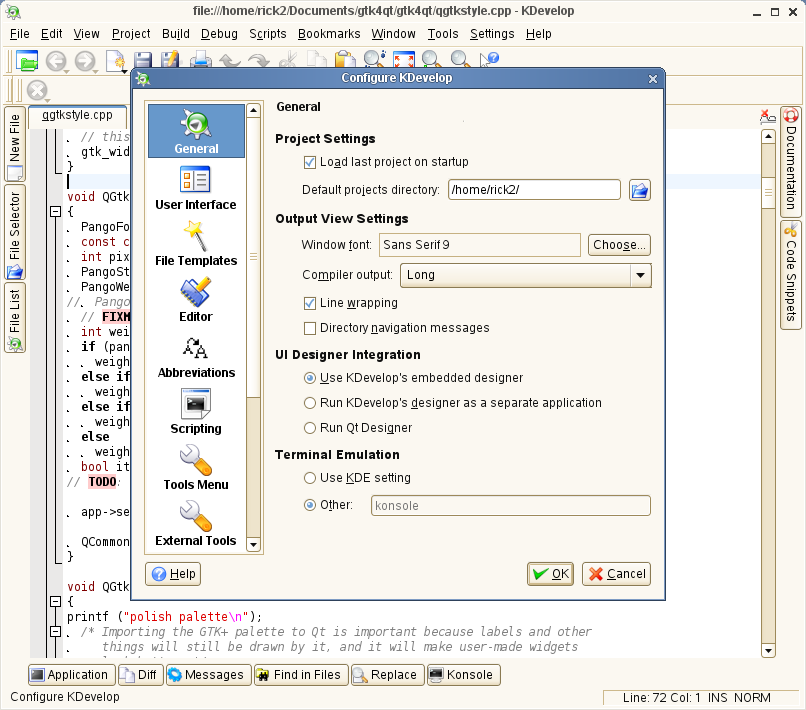 file:///home/rick2/Documents/gtk4qt/gtk4qt/qgtkstyle.cpp - KDevelop
File Edit View Project Build Debug Scripts Bookmarks Window Tools Settings Help
Configure KDevelop
New File
File Selector
File List
qgtkstyle.cpp
Documentation
Code Snippets
General
User Interface
File Templates
Editor
Abbreviations
Scripting
Tools Menu
External Tools
General
Project Settings
Load last project on startup
Default projects directory: /home/rick2/
Output View Settings
Window font: Sans Serif 9 Choose...
Compiler output: Long
Line wrapping
Directory navigation messages
UI Designer Integration
Use KDevelop's embedded designer
Run KDevelop's designer as a separate application
Run Qt Designer
Terminal Emulation
Use KDE setting
Other: konsole
Help OK Cancel
// this
gtk_wid
}
void QGtk
{
PangoFo
const c
int pix
PangoSt
PangoWe
// Pango
// FIXM
int wei
if (pan
weigh
else if
weigh
else if
weigh
else
weigh
bool it
// TODO:
app->se
QCommon
}
void QGtk
{
printf ("polish palette\n");
/* Importing the GTK+ palette to Qt is important because labels and other
things will still be drawn by it, and it will make user-made widgets
Application Diff Messages Find in Files Replace Konsole
Configure KDevelop
Line: 72 Col: 1 INS NORM